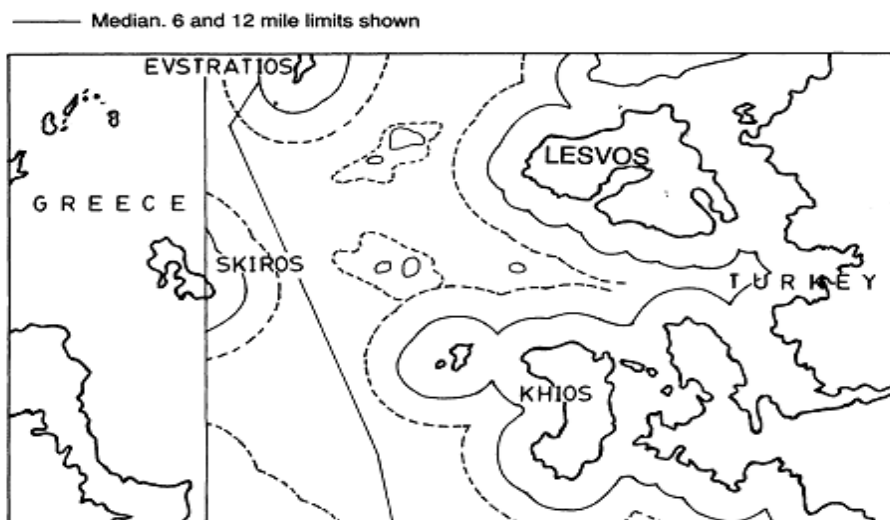 Median. 6 and 12 mile limits shown
EVSTRATIOS
LESVOS
GREECE
SKIROS
TURKEY
KHIOS